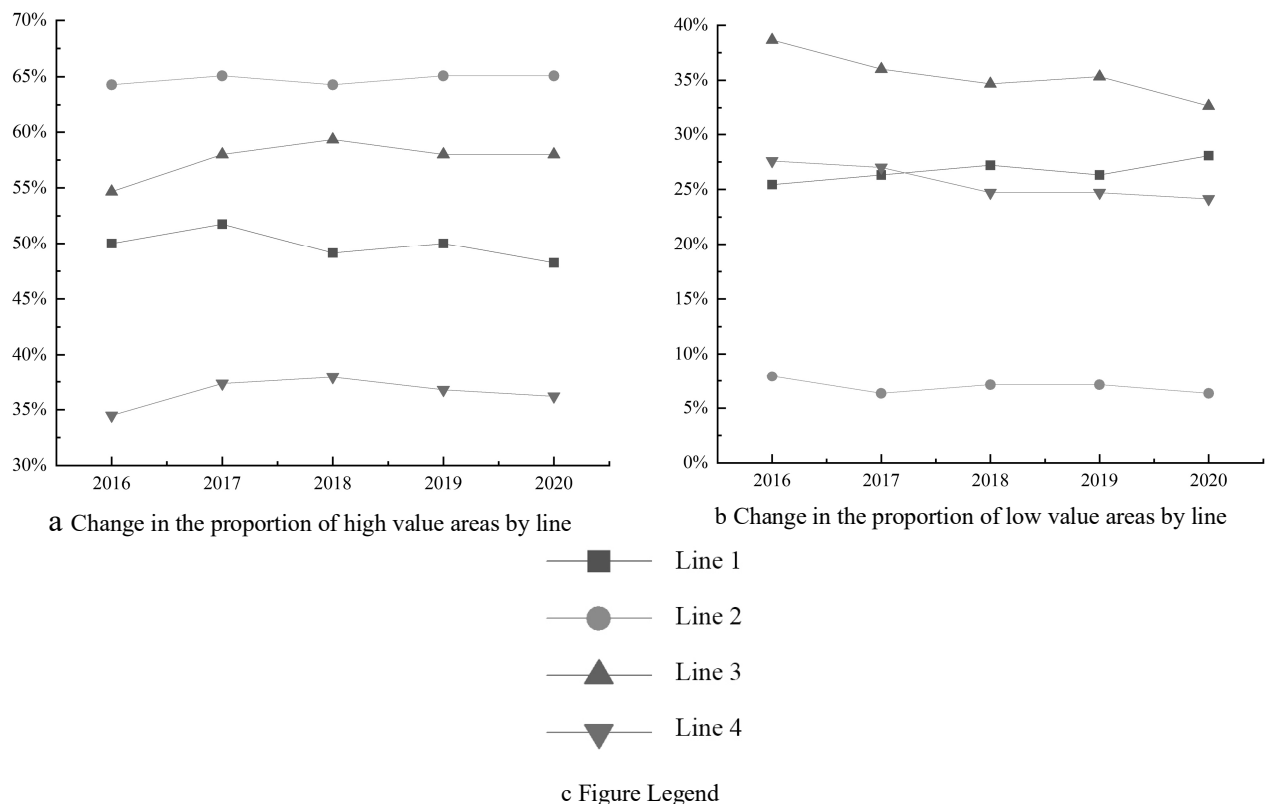 70%
65%
60%
55%
50%
45%
40%
35%
30%
2016 2017 2018 2019 2020
a Change in the proportion of high value areas by line
40%
35%
30%
25%
20%
15%
10%
5%
0%
2016 2017 2018 2019 2020
b Change in the proportion of low value areas by line
Line 1
Line 2
Line 3
Line 4
c Figure Legend